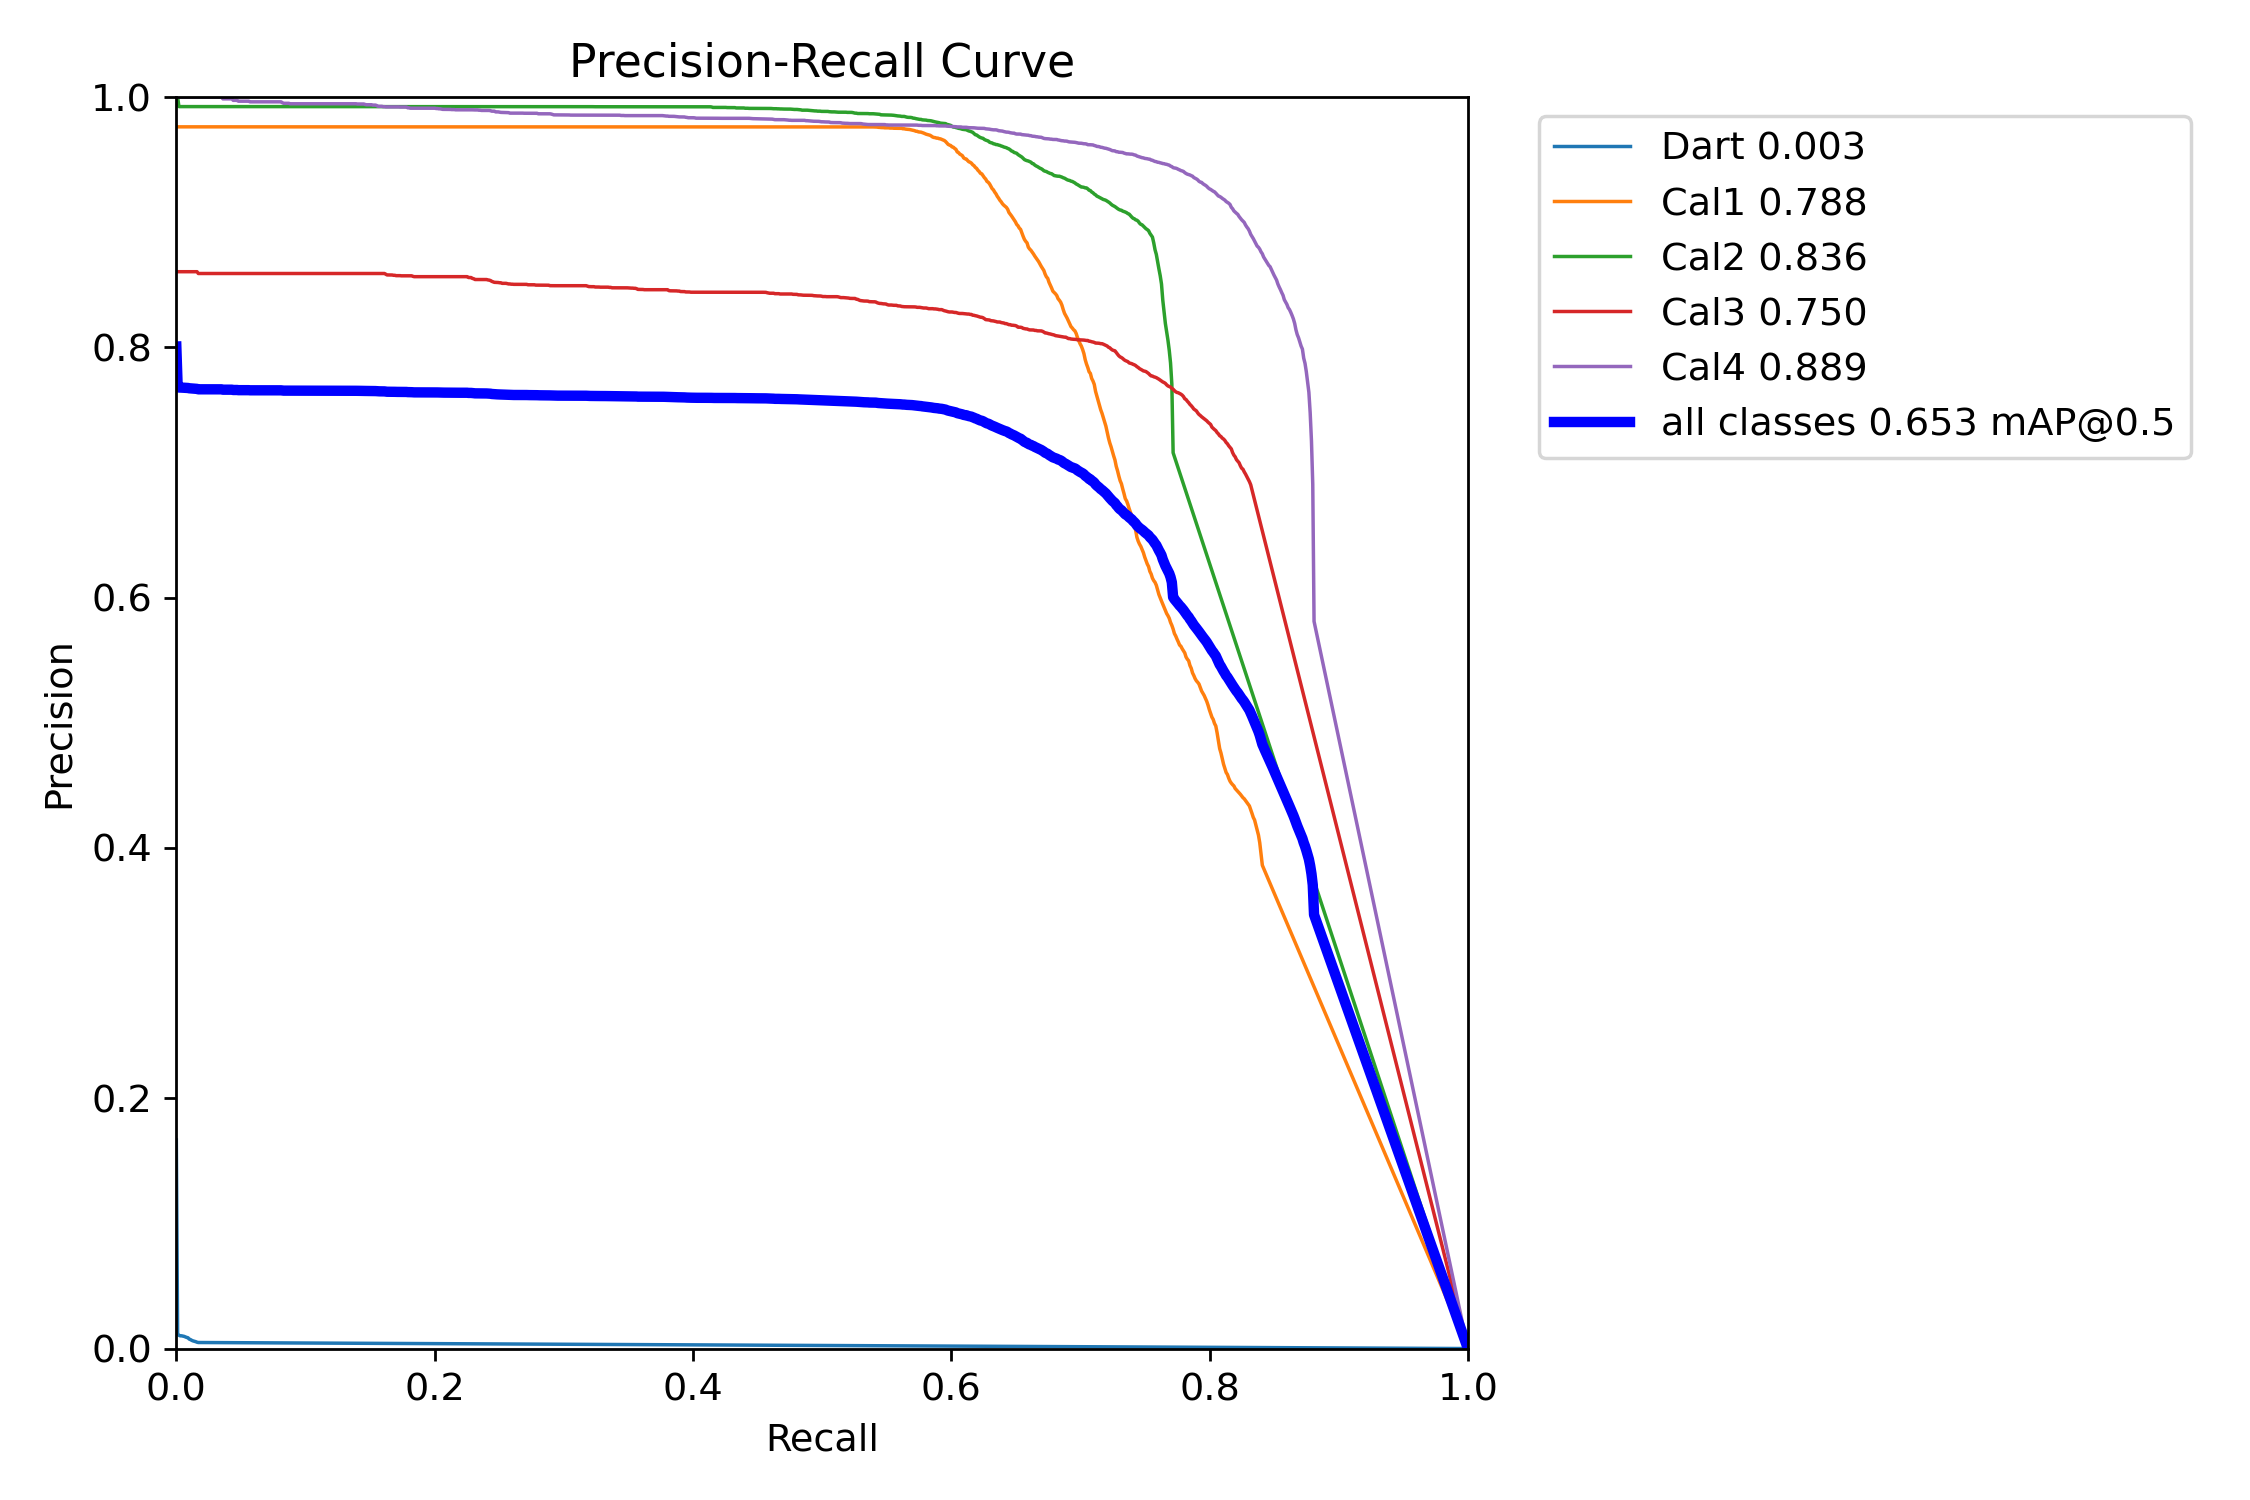 Precision-Recall Curve
1.0
0.8
0.6
0.4
0.2
0.0
Precision
0.0 0.2 0.4 0.6 0.8 1.0
Recall
Dart 0.003
Cal1 0.788
Cal2 0.836
Cal3 0.750
Cal4 0.889
all classes 0.653 mAP@0.5